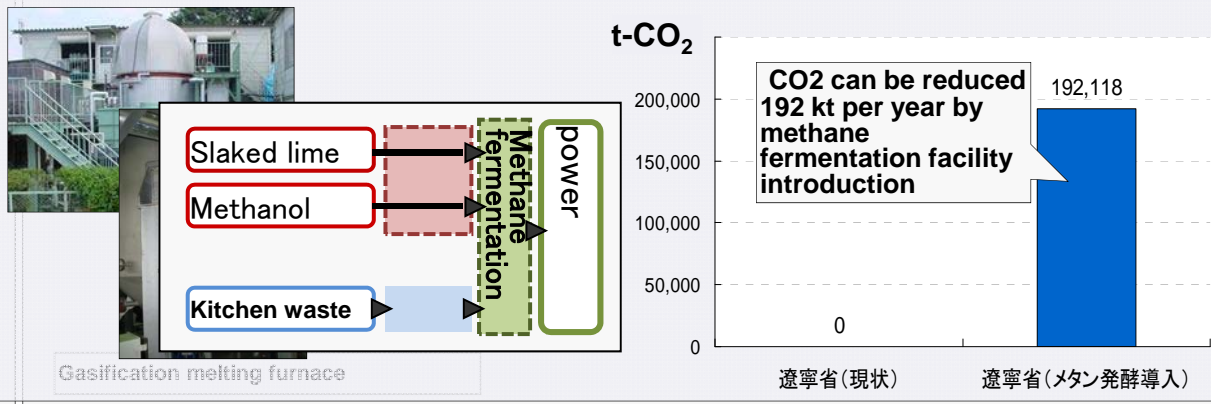 Slaked lime
Methanol
Kitchen waste
Methane
fermentation
power
Gasification melting furnace
t-CO2
CO2 can be reduced
192 kt per year by
methane
fermentation facility
introduction
192,118
200,000
150,000
100,000
50,000
0
0
遼寧省(現状)
遼寧省(メタン発酵導入)